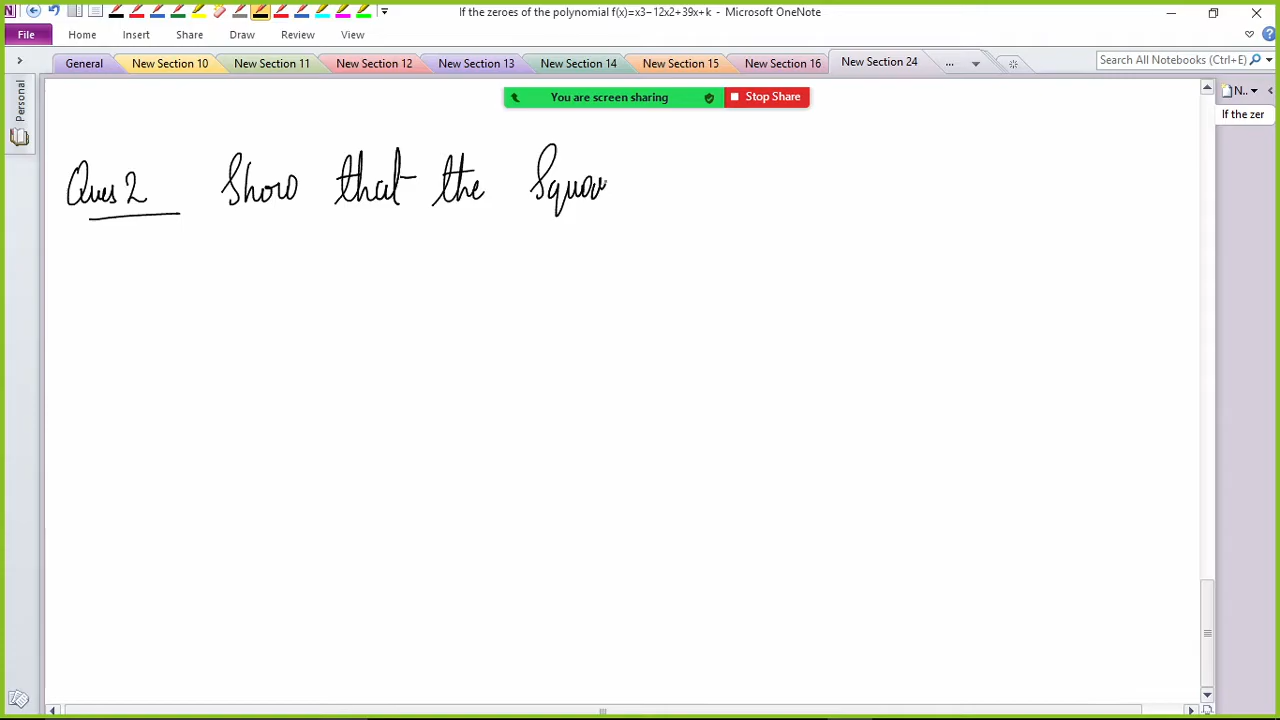 If the zeroes of the polynomial f(x)=x3−12x2+39x+k - Microsoft OneNote
File Home Insert Share Draw Review View
General New Section 10 New Section 11 New Section 12 New Section 13 New Section 14 New Section 15 New Section 16 New Section 24 ... Search All Notebooks (Ctrl+E)
You are screen sharing Stop Share
N..
If the zer
Personal
Ques 2 Show that the Squar